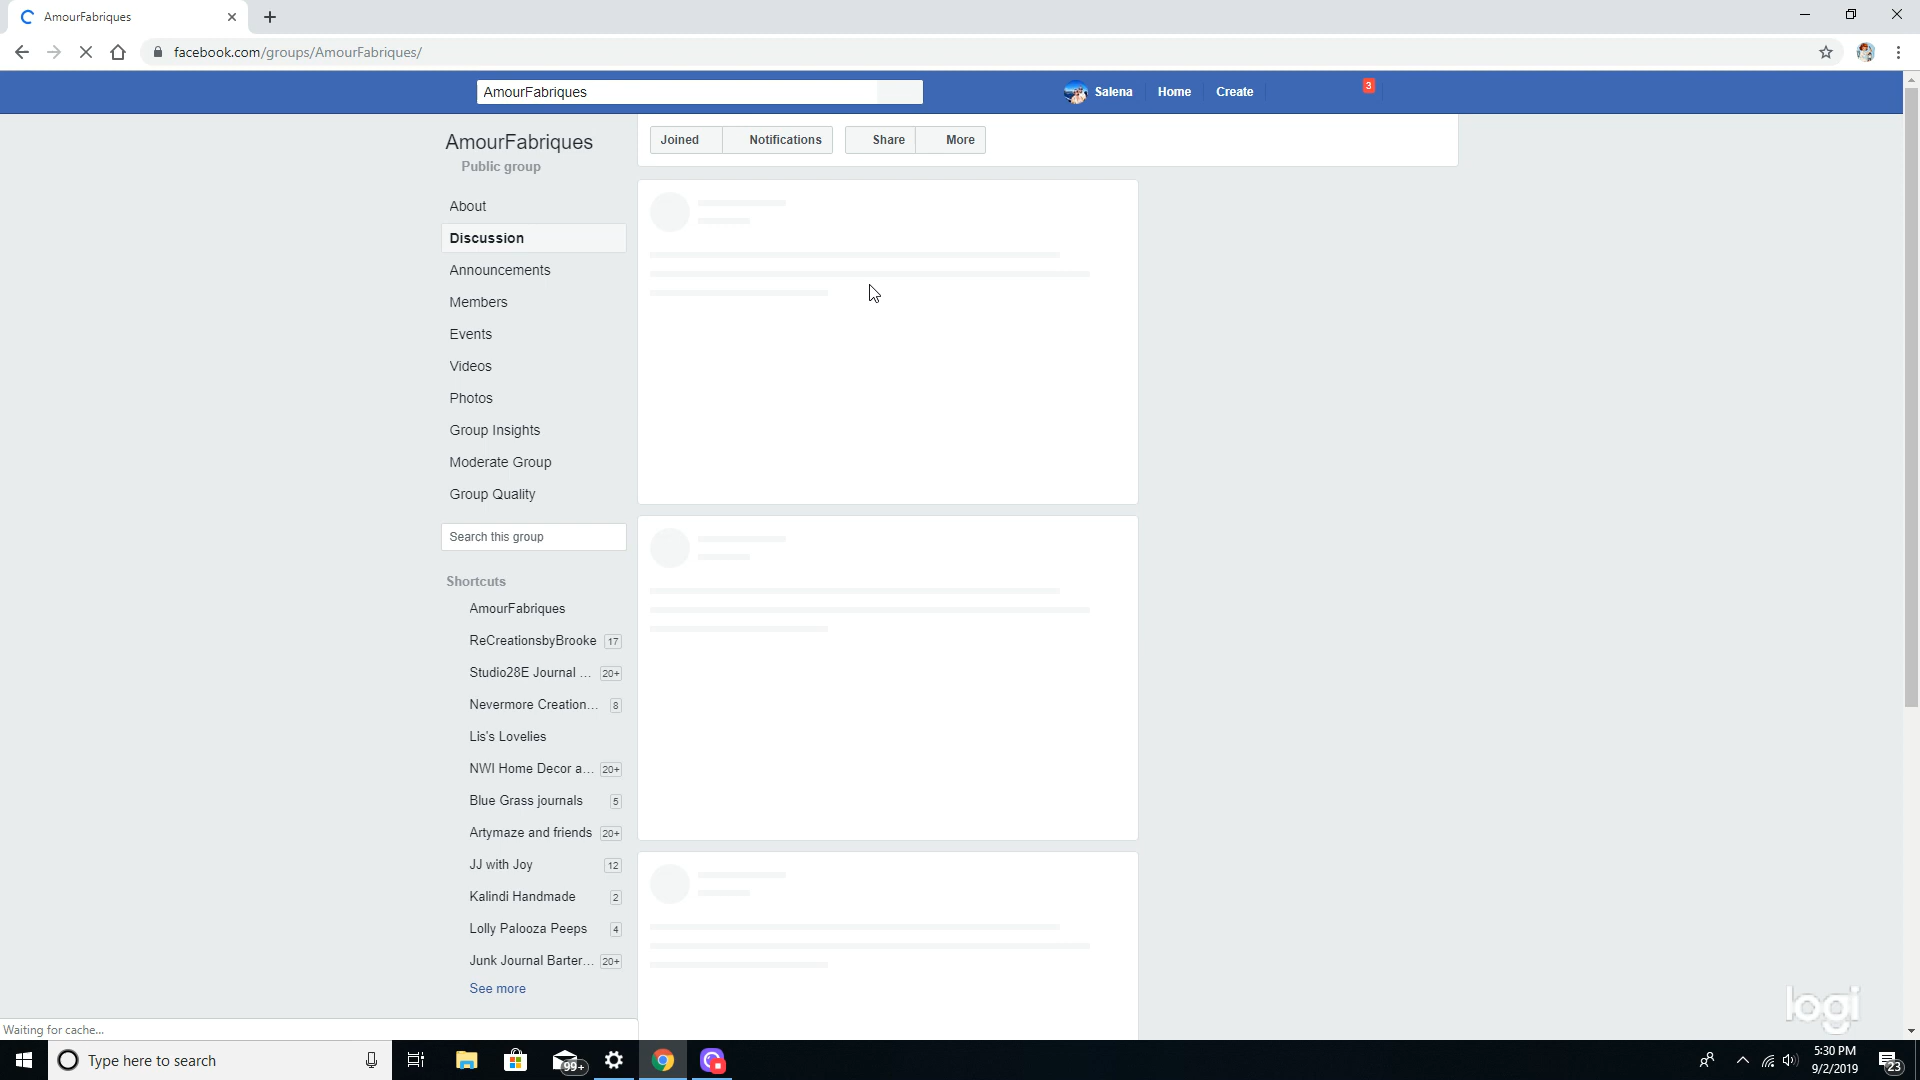 AmourFabriques
facebook.com/groups/AmourFabriques/
AmourFabriques
Salena
Home
Create
3
AmourFabriques
Public group
Joined
Notifications
Share
More
About
Discussion
Announcements
Members
Events
Videos
Photos
Group Insights
Moderate Group
Group Quality
Search this group
Shortcuts
AmourFabriques
ReCreationsbyBrooke 17
Studio28E Journal ... 20+
Nevermore Creation... 8
Lis's Lovelies
NWI Home Decor a... 20+
Blue Grass journals 5
Artymaze and friends 20+
JJ with Joy 12
Kalindi Handmade 2
Lolly Palooza Peeps 4
Junk Journal Barter... 20+
See more
logi
Waiting for cache...
Type here to search
99+
5:30 PM
9/2/2019
23